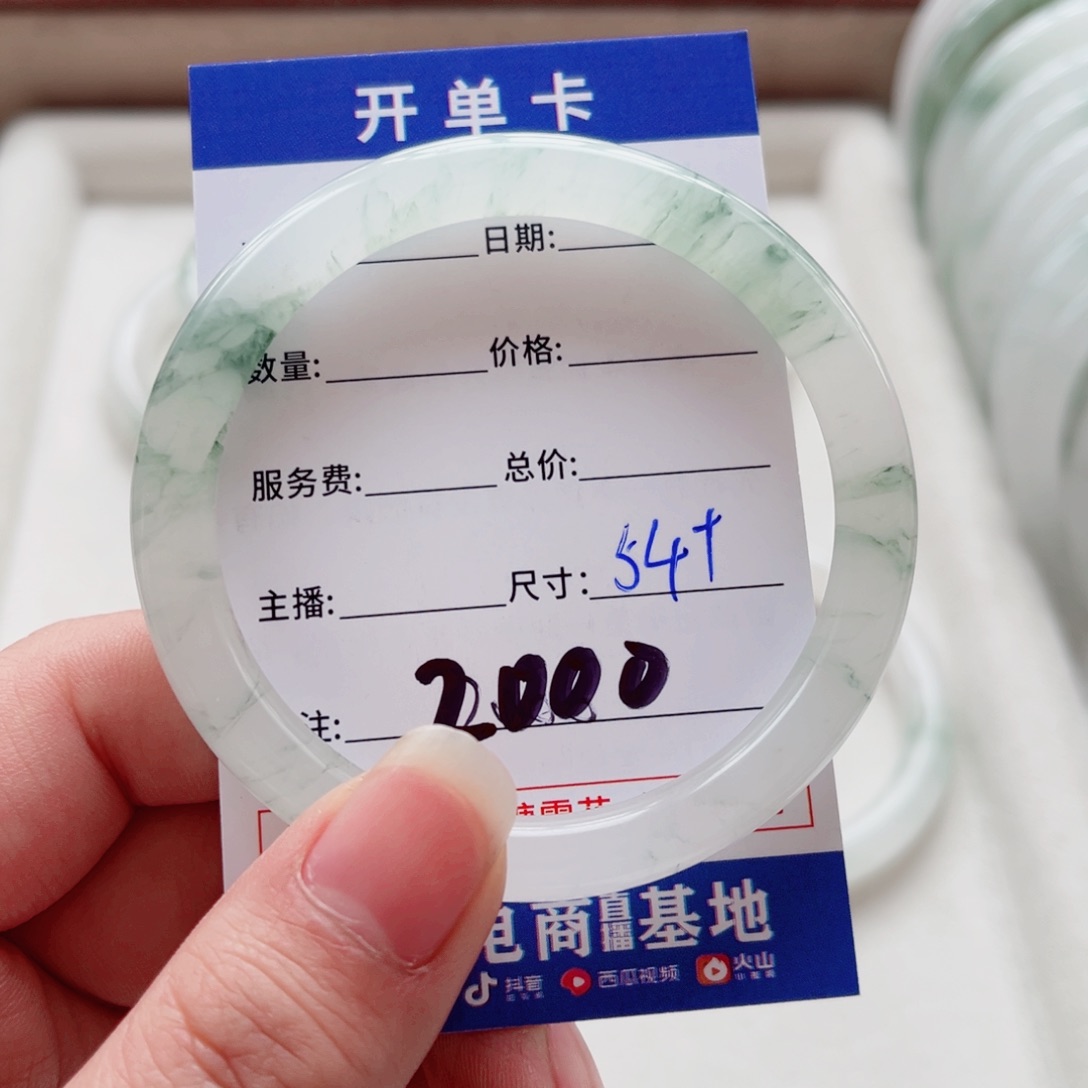 开单卡
日期:
数量: 价格:
服务费: 总价:
主播: 尺寸: 54+
注: 2000
电商直播基地
抖音 西瓜视频 火山